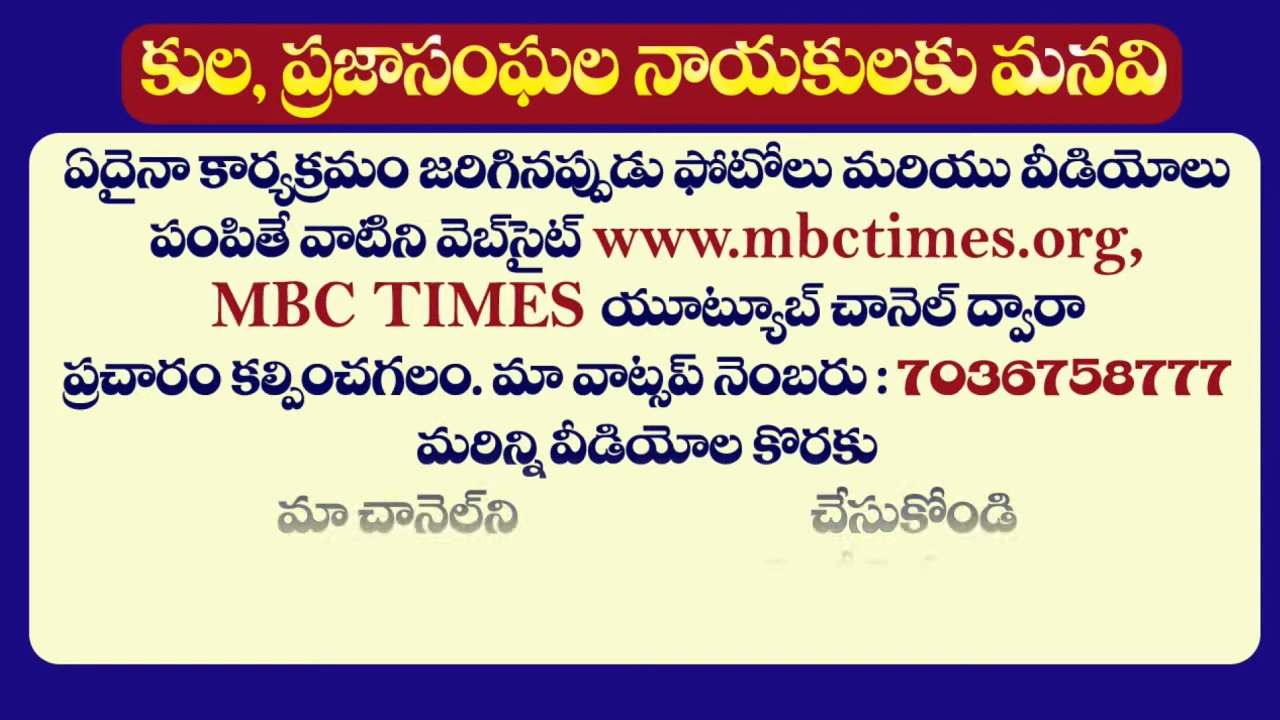 కుల, ప్రజాసంఘల నాయకులకు మనవి
ఏదైనా కార్యక్రమం జరిగినప్పుడు ఫోటోలు మరియు వీడియోలు
పంపితే వాటిని వెబ్‌సైట్ www.mbctimes.org,
MBC TIMES యూట్యూబ్ చానెల్ ద్వారా
ప్రచారం కల్పించగలం. మా వాట్సప్ నెంబరు : 7036758777
మరిన్ని వీడియోల కొరకు
మా చానెల్‌ని చేసుకోండి